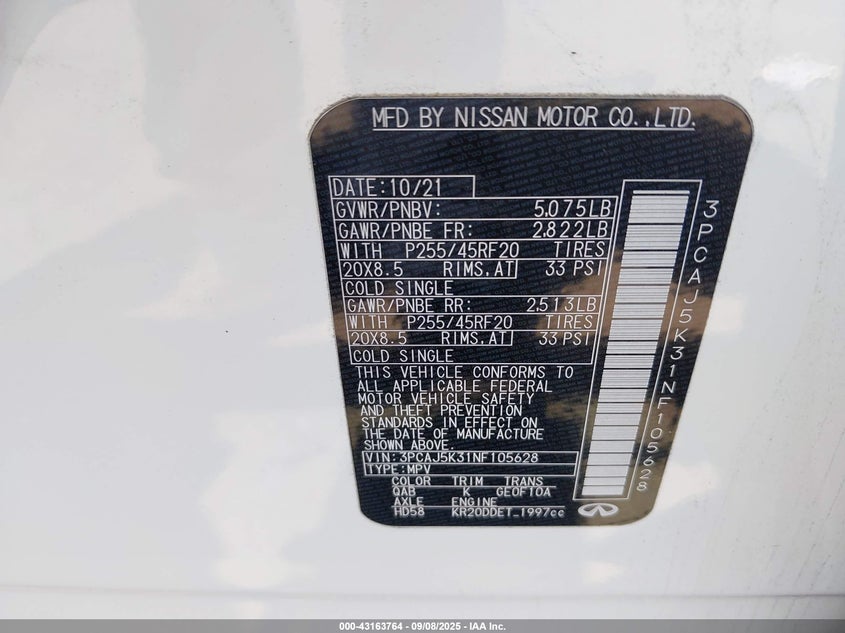 MFD BY NISSAN MOTOR CO.,LTD.
DATE:10/21
GVWR/PNBV: 5.075LB
GAWR/PNBE FR: 2.822LB
WITH P255/45RF20 TIRES
20X8.5 RIMS.AT 33 PSI
COLD SINGLE
GAWR/PNBE RR: 2.513LB
WITH P255/45RF20 TIRES
20X8.5 RIMS.AT 33 PSI
COLD SINGLE
THIS VEHICLE CONFORMS TO
ALL APPLICABLE FEDERAL
MOTOR VEHICLE SAFETY
AND THEFT PREVENTION
STANDARDS IN EFFECT ON
THE DATE OF MANUFACTURE
SHOWN ABOVE.
VIN:3PCAJ5K31NF105628
TYPE:MPV
COLOR TRIM TRANS
QAB K GE0F10A
AXLE ENGINE
HD58 KR20DDET_1997cc
3PCAJ5K31NF105628
000-43163764 - 09/08/2025 - IAA Inc.